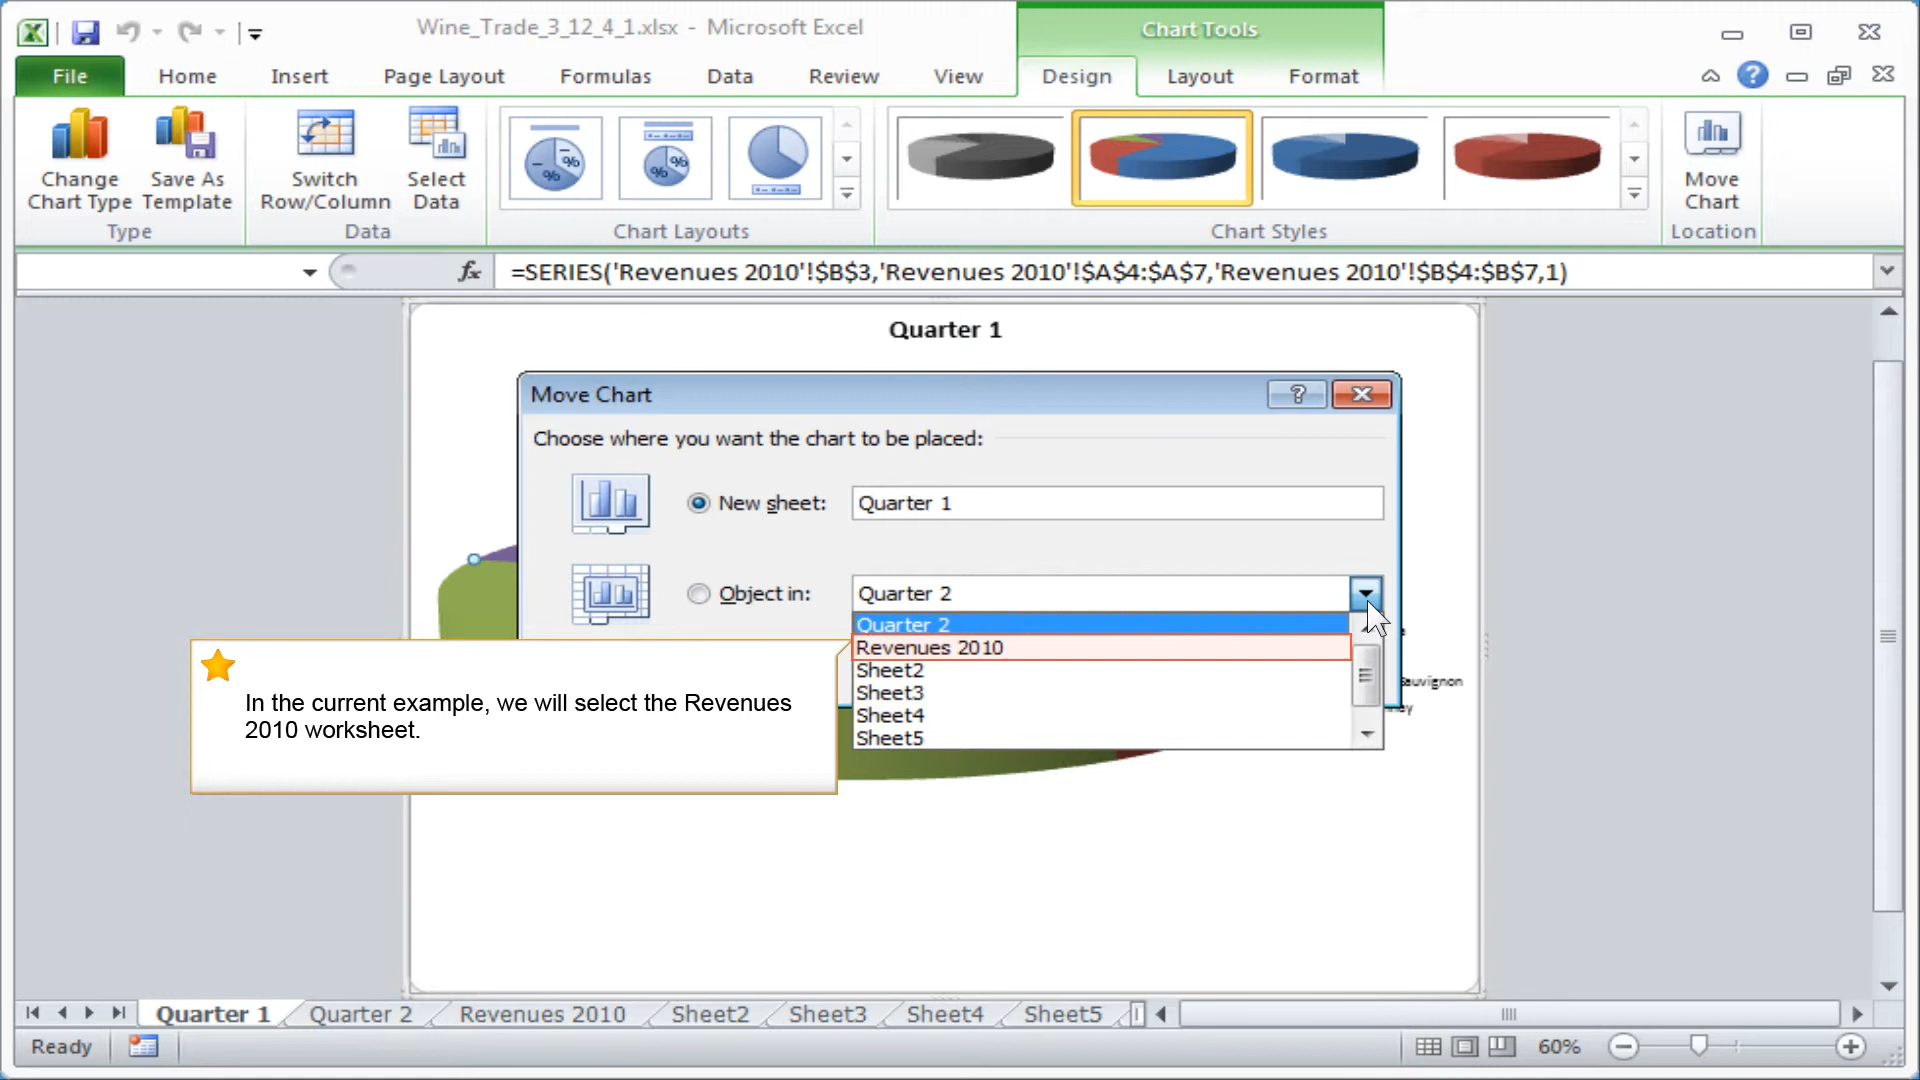 Wine_Trade_3_12_4_1.xlsx - Microsoft Excel
Chart Tools
File Home Insert Page Layout Formulas Data Review View Design Layout Format
Change Chart Type
Save As Template
Switch Row/Column
Select Data
Move Chart
Type Data Chart Layouts Chart Styles Location
fx =SERIES('Revenues 2010'!$B$3,'Revenues 2010'!$A$4:$A$7,'Revenues 2010'!$B$4:$B$7,1)
Quarter 1
Move Chart
Choose where you want the chart to be placed:
New sheet: Quarter 1
Object in: Quarter 2
Quarter 2
Revenues 2010
Sheet2
Sheet3
Sheet4
Sheet5
In the current example, we will select the Revenues
2010 worksheet.
Sauvignon
Quarter 1 Quarter 2 Revenues 2010 Sheet2 Sheet3 Sheet4 Sheet5
Ready 60%